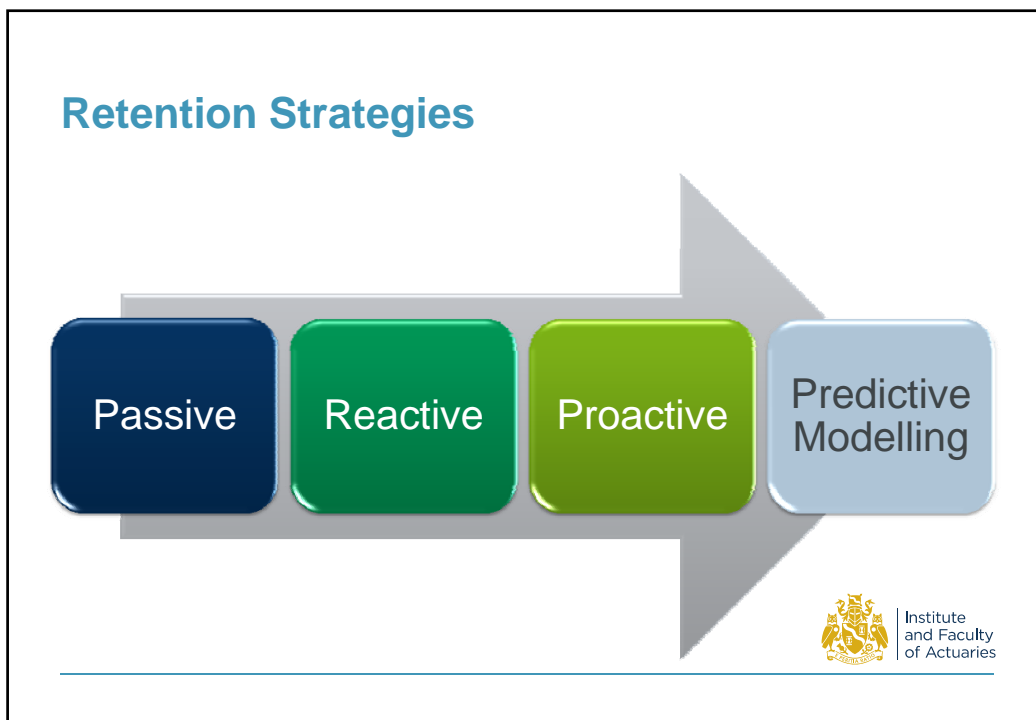 Retention Strategies
Passive
Reactive
Proactive
Predictive
Modelling
Institute
and Faculty
of Actuaries